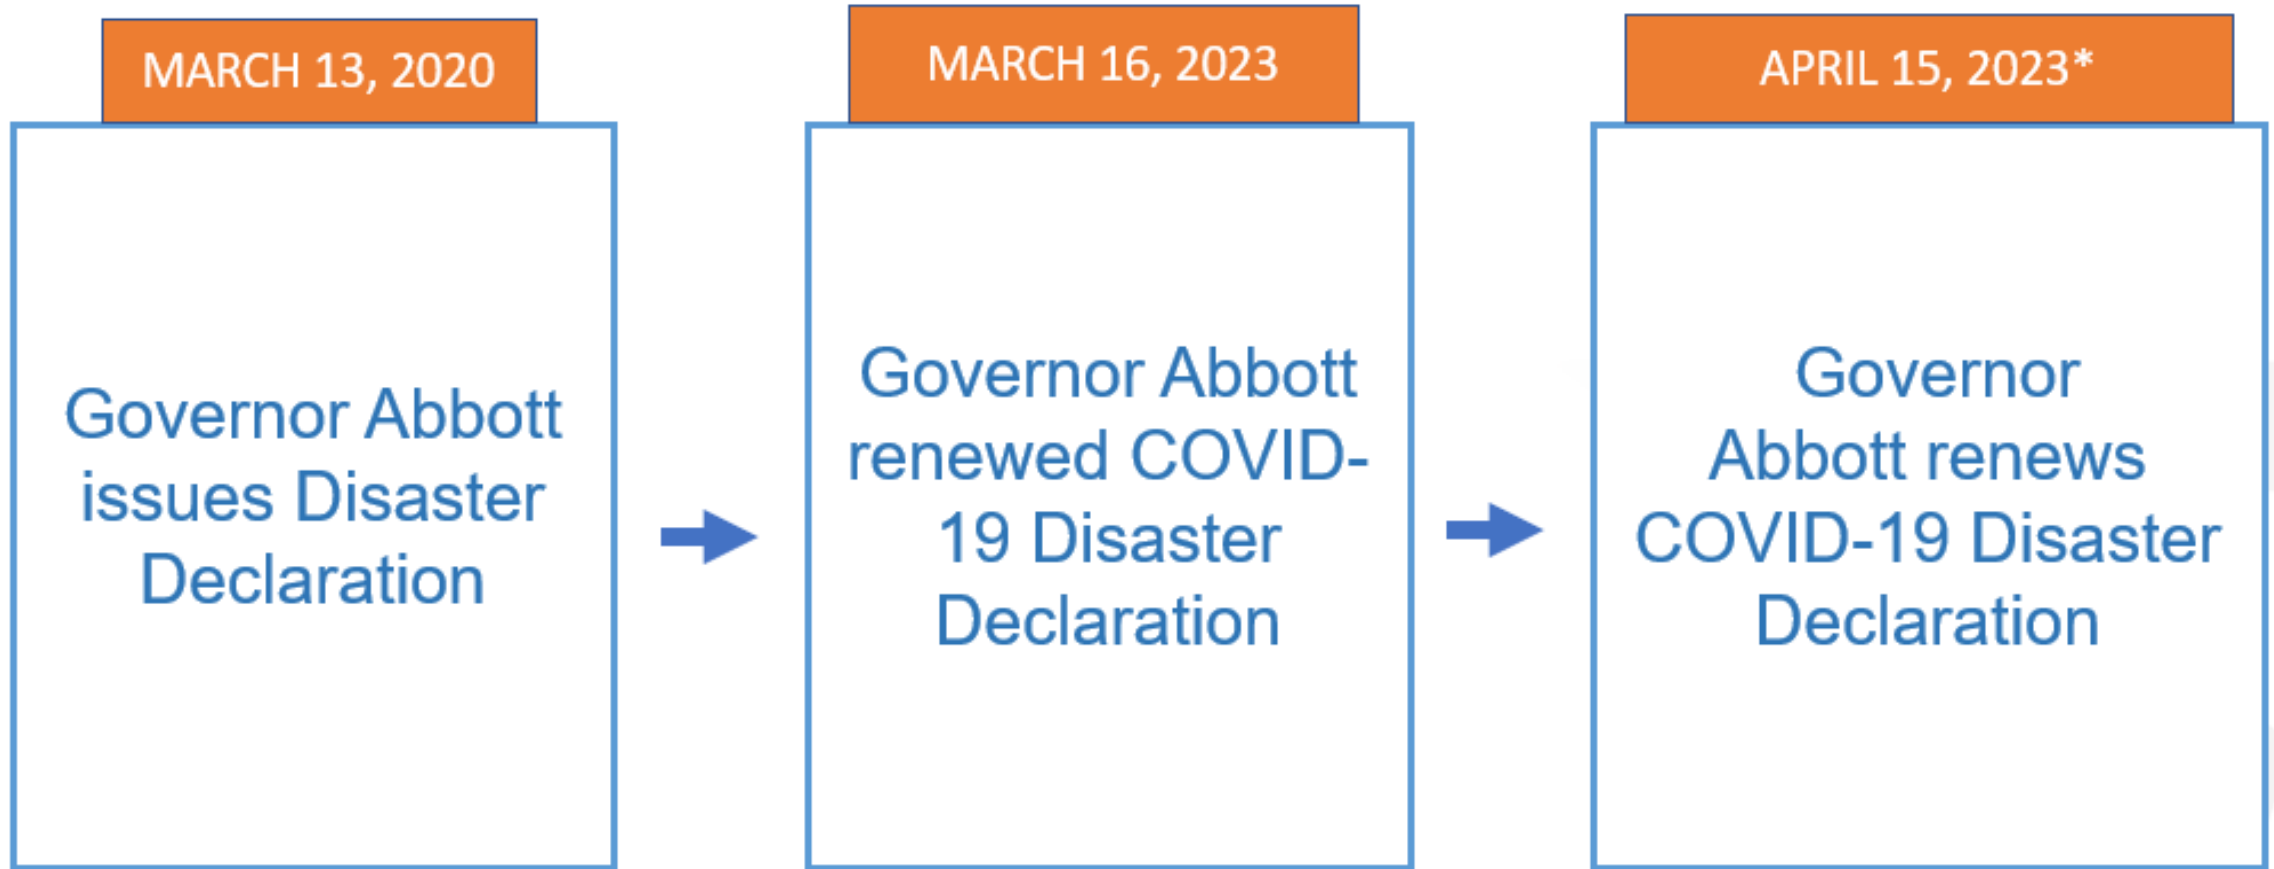 MARCH 13, 2020
Governor Abbott
issues Disaster
Declaration
MARCH 16, 2023
Governor Abbott
renewed COVID-
19 Disaster
Declaration
APRIL 15, 2023*
Governor
Abbott renews
COVID-19 Disaster
Declaration